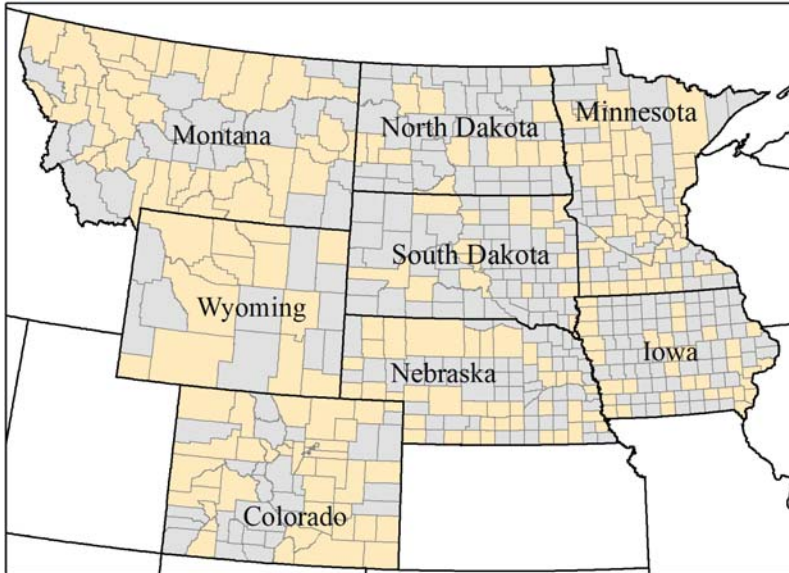 Minnesota
Montana
North Dakota
South Dakota
Wyoming
Iowa
Nebraska
Colorado